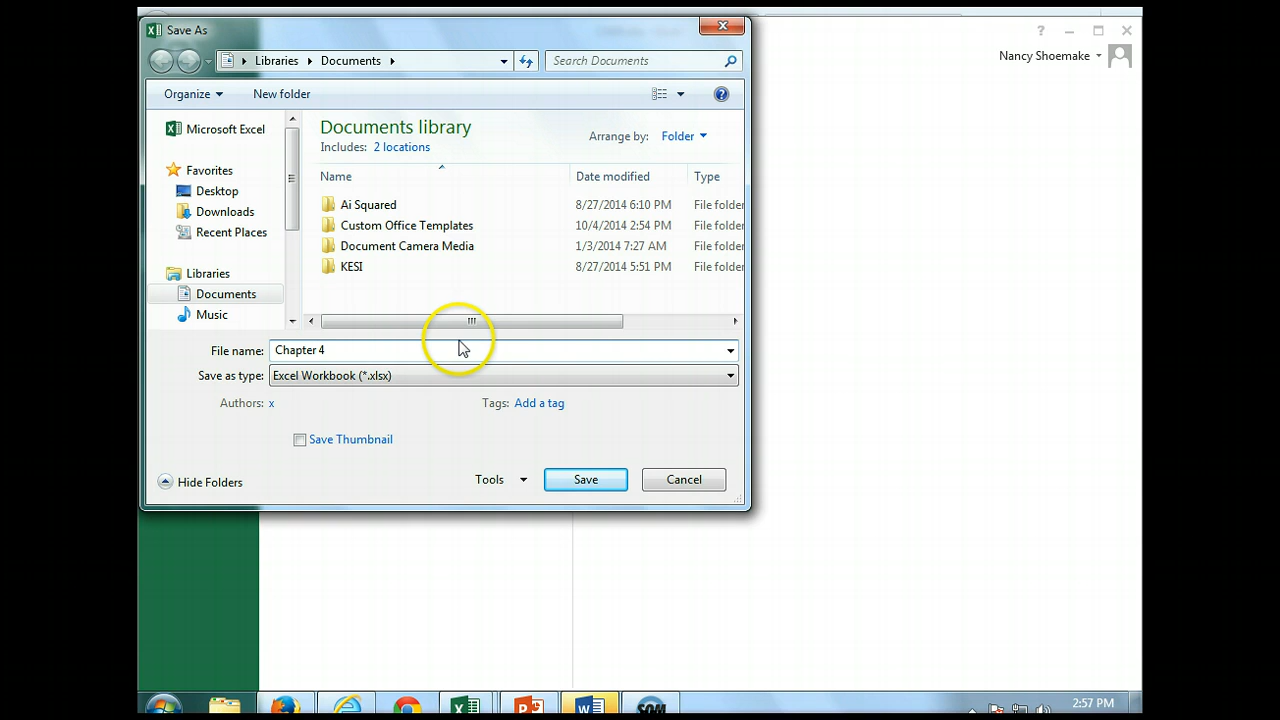 Save As
Nancy Shoemake
Libraries Documents
Search Documents
Organize New folder
Microsoft Excel
Favorites
Desktop
Downloads
Recent Places
Libraries
Documents
Music
Documents library
Includes: 2 locations
Arrange by: Folder
Name Date modified Type
Ai Squared 8/27/2014 6:10 PM File folder
Custom Office Templates 10/4/2014 2:54 PM File folder
Document Camera Media 1/3/2014 7:27 AM File folder
KESI 8/27/2014 5:51 PM File folder
File name: Chapter 4
Save as type: Excel Workbook (*.xlsx)
Authors: x Tags: Add a tag
Save Thumbnail
Hide Folders Tools Save Cancel
2:57 PM